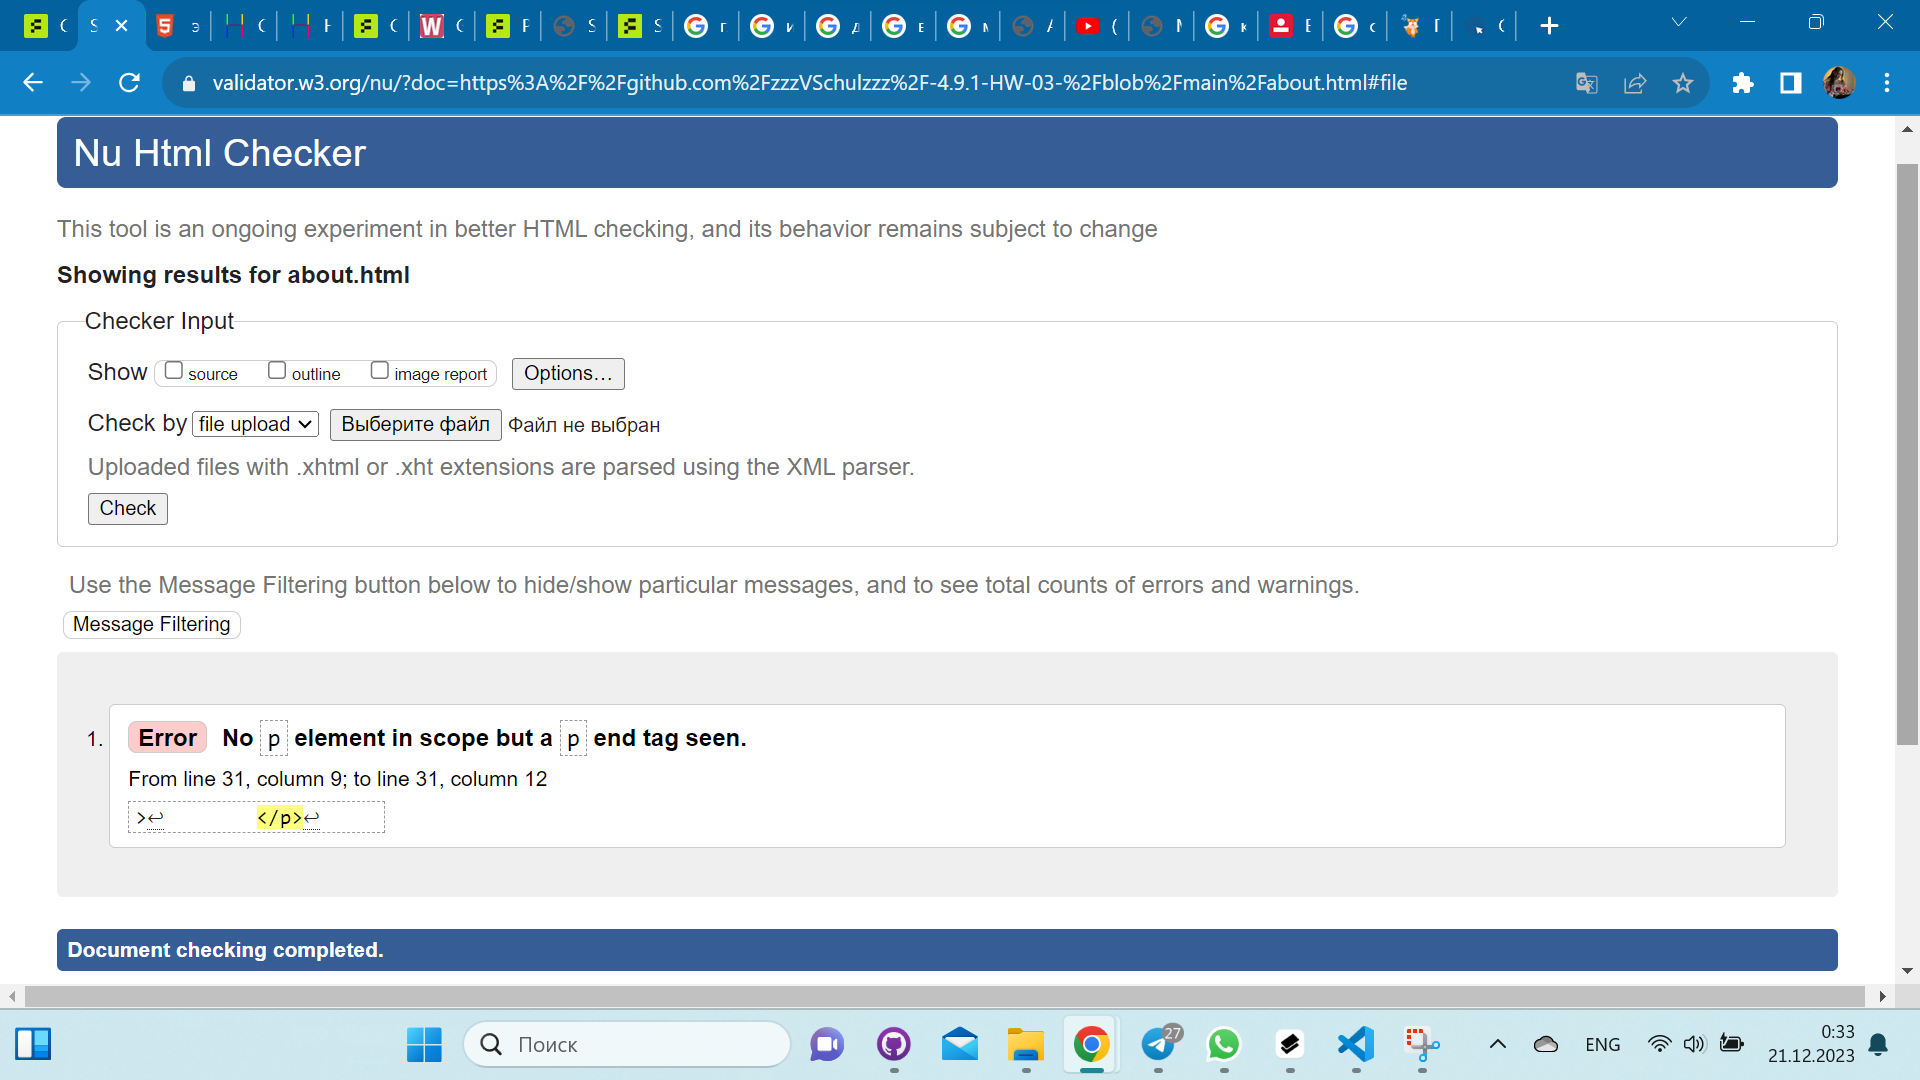 validator.w3.org/nu/?doc=https%3A%2F%2Fgithub.com%2FzzzVSchulzzz%2F-4.9.1-HW-03-%2Fblob%2Fmain%2Fabout.html#file
Nu Html Checker
This tool is an ongoing experiment in better HTML checking, and its behavior remains subject to change
Showing results for about.html
Checker Input
Show source outline image report Options...
Check by file upload Выберите файл Файл не выбран
Uploaded files with .xhtml or .xht extensions are parsed using the XML parser.
Check
Use the Message Filtering button below to hide/show particular messages, and to see total counts of errors and warnings.
Message Filtering
1. Error No p element in scope but a p end tag seen.
From line 31, column 9; to line 31, column 12
>↩ </p>↩
Document checking completed.
Поиск
27
ENG
0:33
21.12.2023